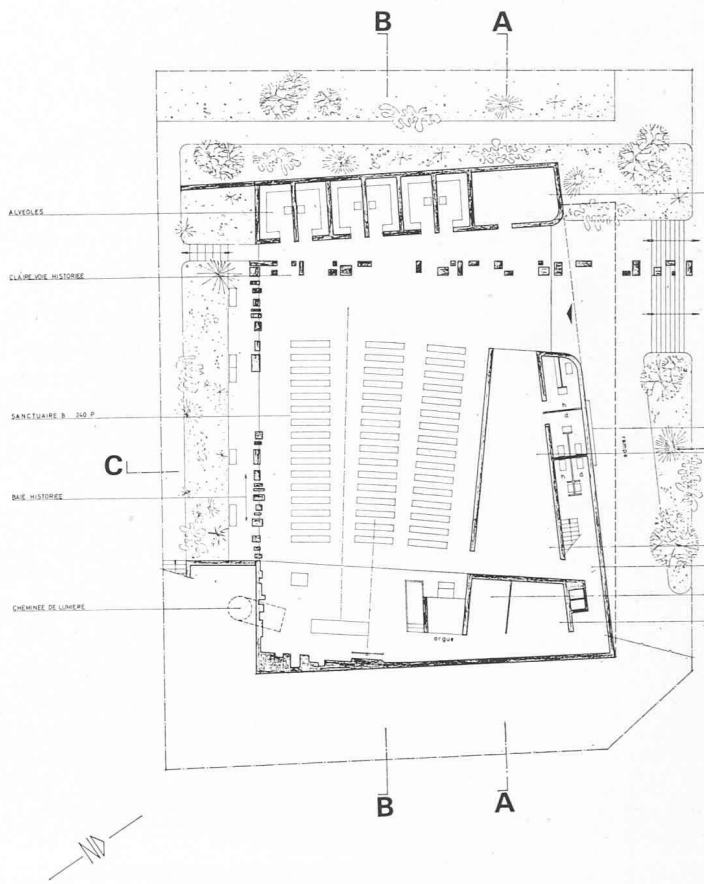 B
A
ALVEOLES
CLAIRE VOIE HISTORIEE
SANCTUAIRE B 240 P
C
BAIE HISTORIEE
CHEMINEE DE LUMIERE
orgue
B
A